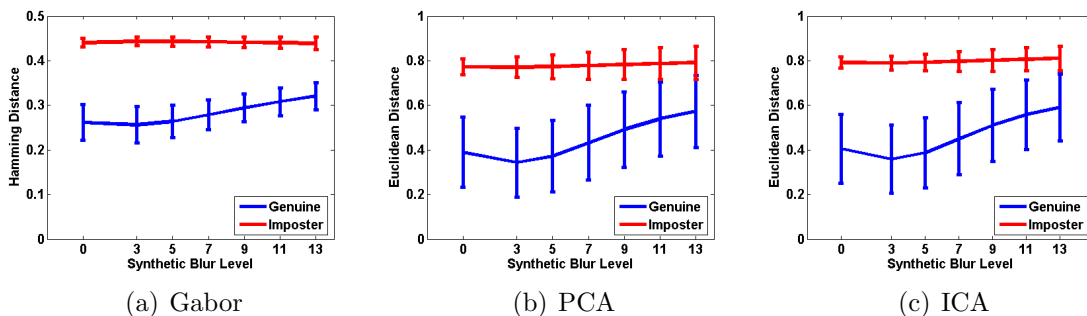 0.5
0.4
0.3
0.2
0.1
0
Hamming Distance
0 3 5 7 9 11 13
Synthetic Blur Level
Genuine
Imposter
(a) Gabor
1
0.8
0.6
0.4
0.2
0
Euclidean Distance
0 3 5 7 9 11 13
Synthetic Blur Level
Genuine
Imposter
(b) PCA
1
0.8
0.6
0.4
0.2
0
Euclidean Distance
0 3 5 7 9 11 13
Synthetic Blur Level
Genuine
Imposter
(c) ICA